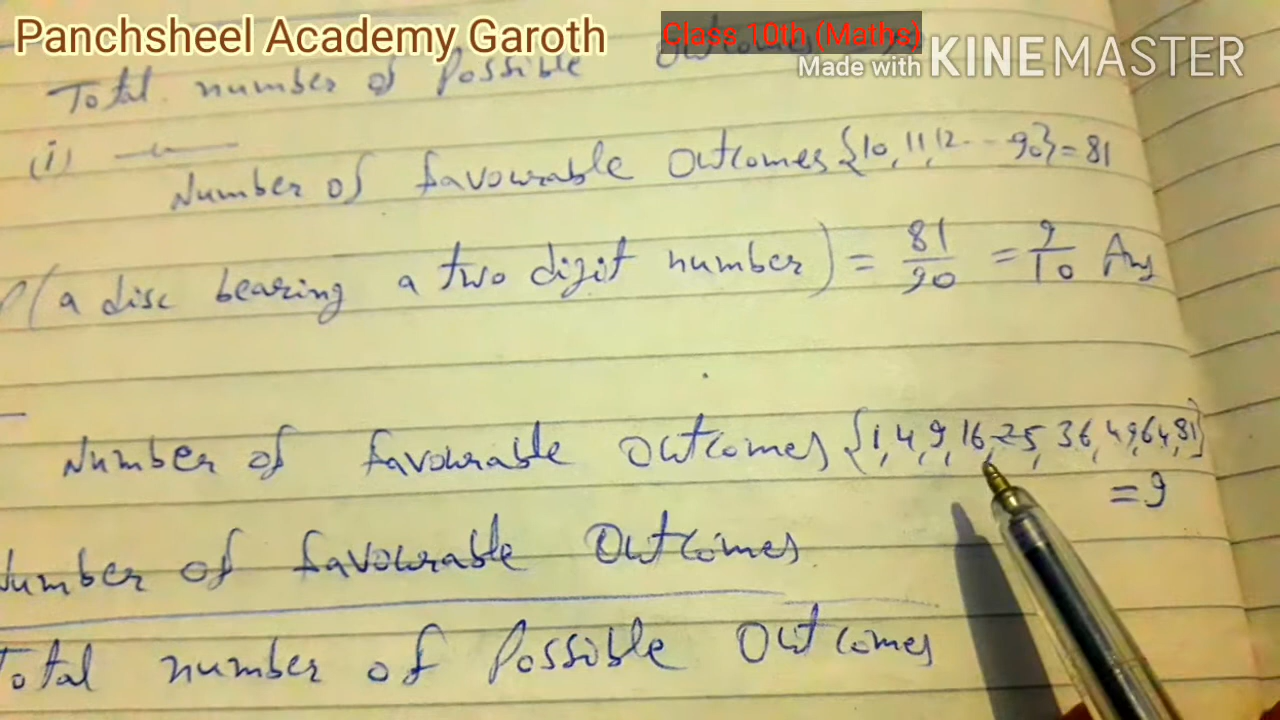 Panchsheel Academy Garoth
Class 10th (Maths)
Made with KINEMASTER
Total number of Possible Outcomes
(i)
Number of favourable Outcomes {10, 11, 12 - - - 90} = 81
P(a disc bearing a two digit number) = 81/90 = 9/10 Ans
Number of favourable Outcomes {1, 4, 9, 16, 25, 36, 49, 64, 81}
= 9
Number of favourable Outcomes
Total number of Possible Outcomes